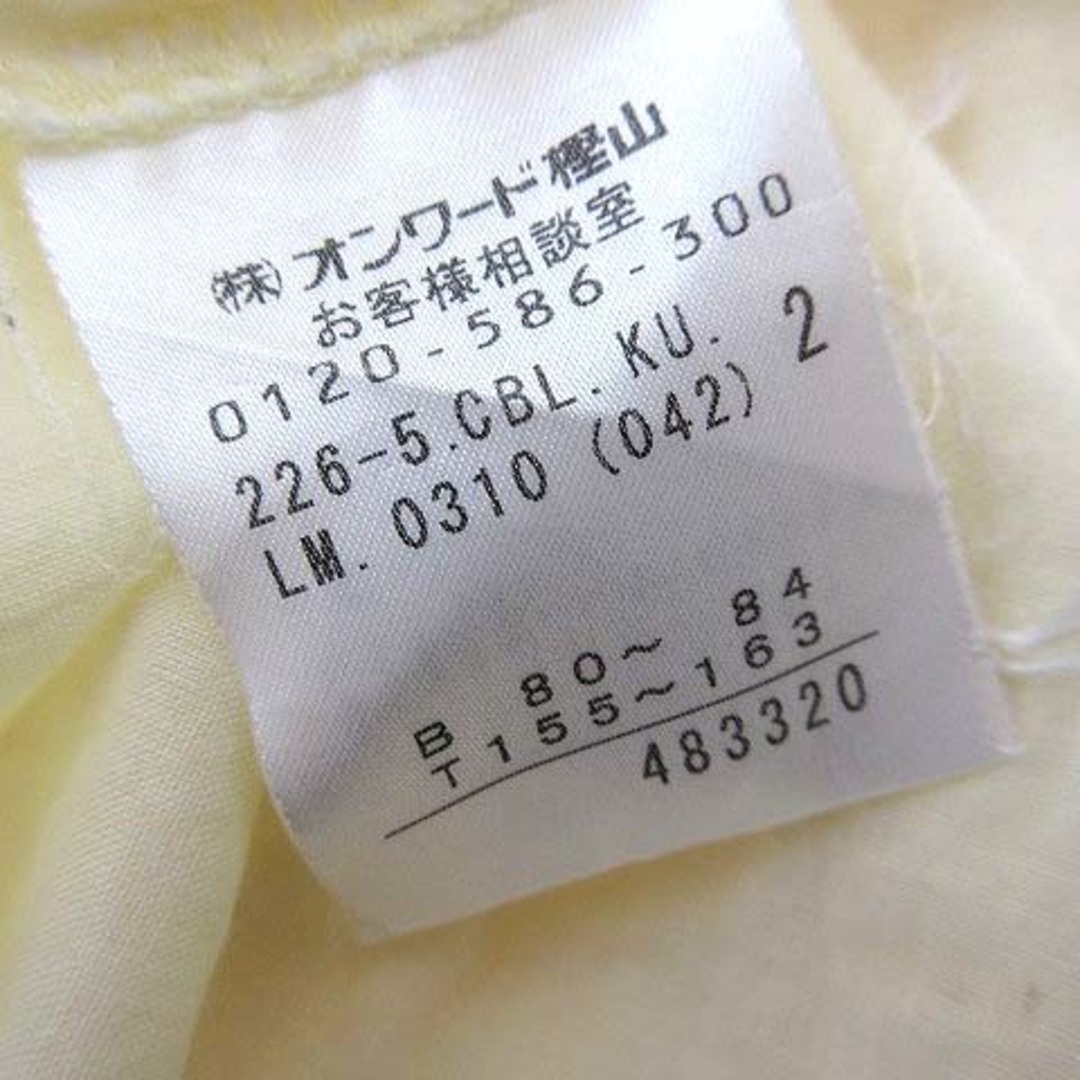 (株)オンワード樫山
お客様相談室
0120-586-300
226-5.CBL.KU. 2
LM. 0310 (042)
B 80～ 84
T 155～163
483320